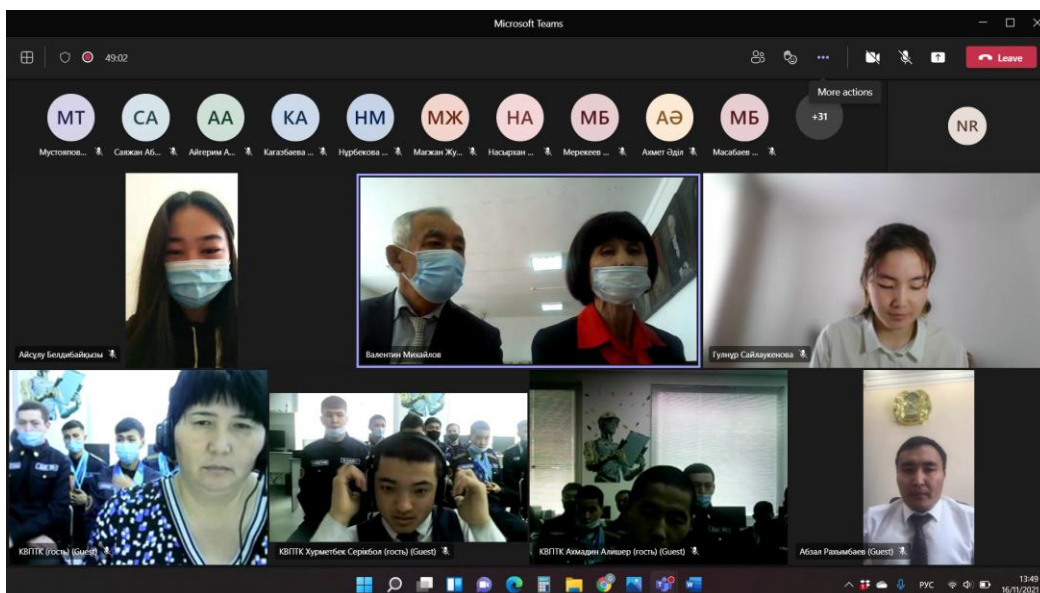 Microsoft Teams
49:02
Leave
More actions
МТ
СА
АА
КА
НМ
МЖ
НА
МБ
АӘ
МБ
+31
NR
Мустояпов...
Саяжан Аб...
Айгерим А...
Кагазбаева ...
Нұрбекова ...
Магжан Жу...
Насырхан ...
Мерекеев ...
Ахмет Әділ
Масабаев ...
Айсұлу Белдибайқызы
Валентин Михайлов
Гулнұр Сайлаукенова
КВПТК (гость) (Guest)
КВПТК Хурметбек Серікбол (гость) (Guest)
КВПТК Ахмадин Алишер (гость) (Guest)
Абзал Рахымбаев (Guest)
РУС
13:49
16/11/2021